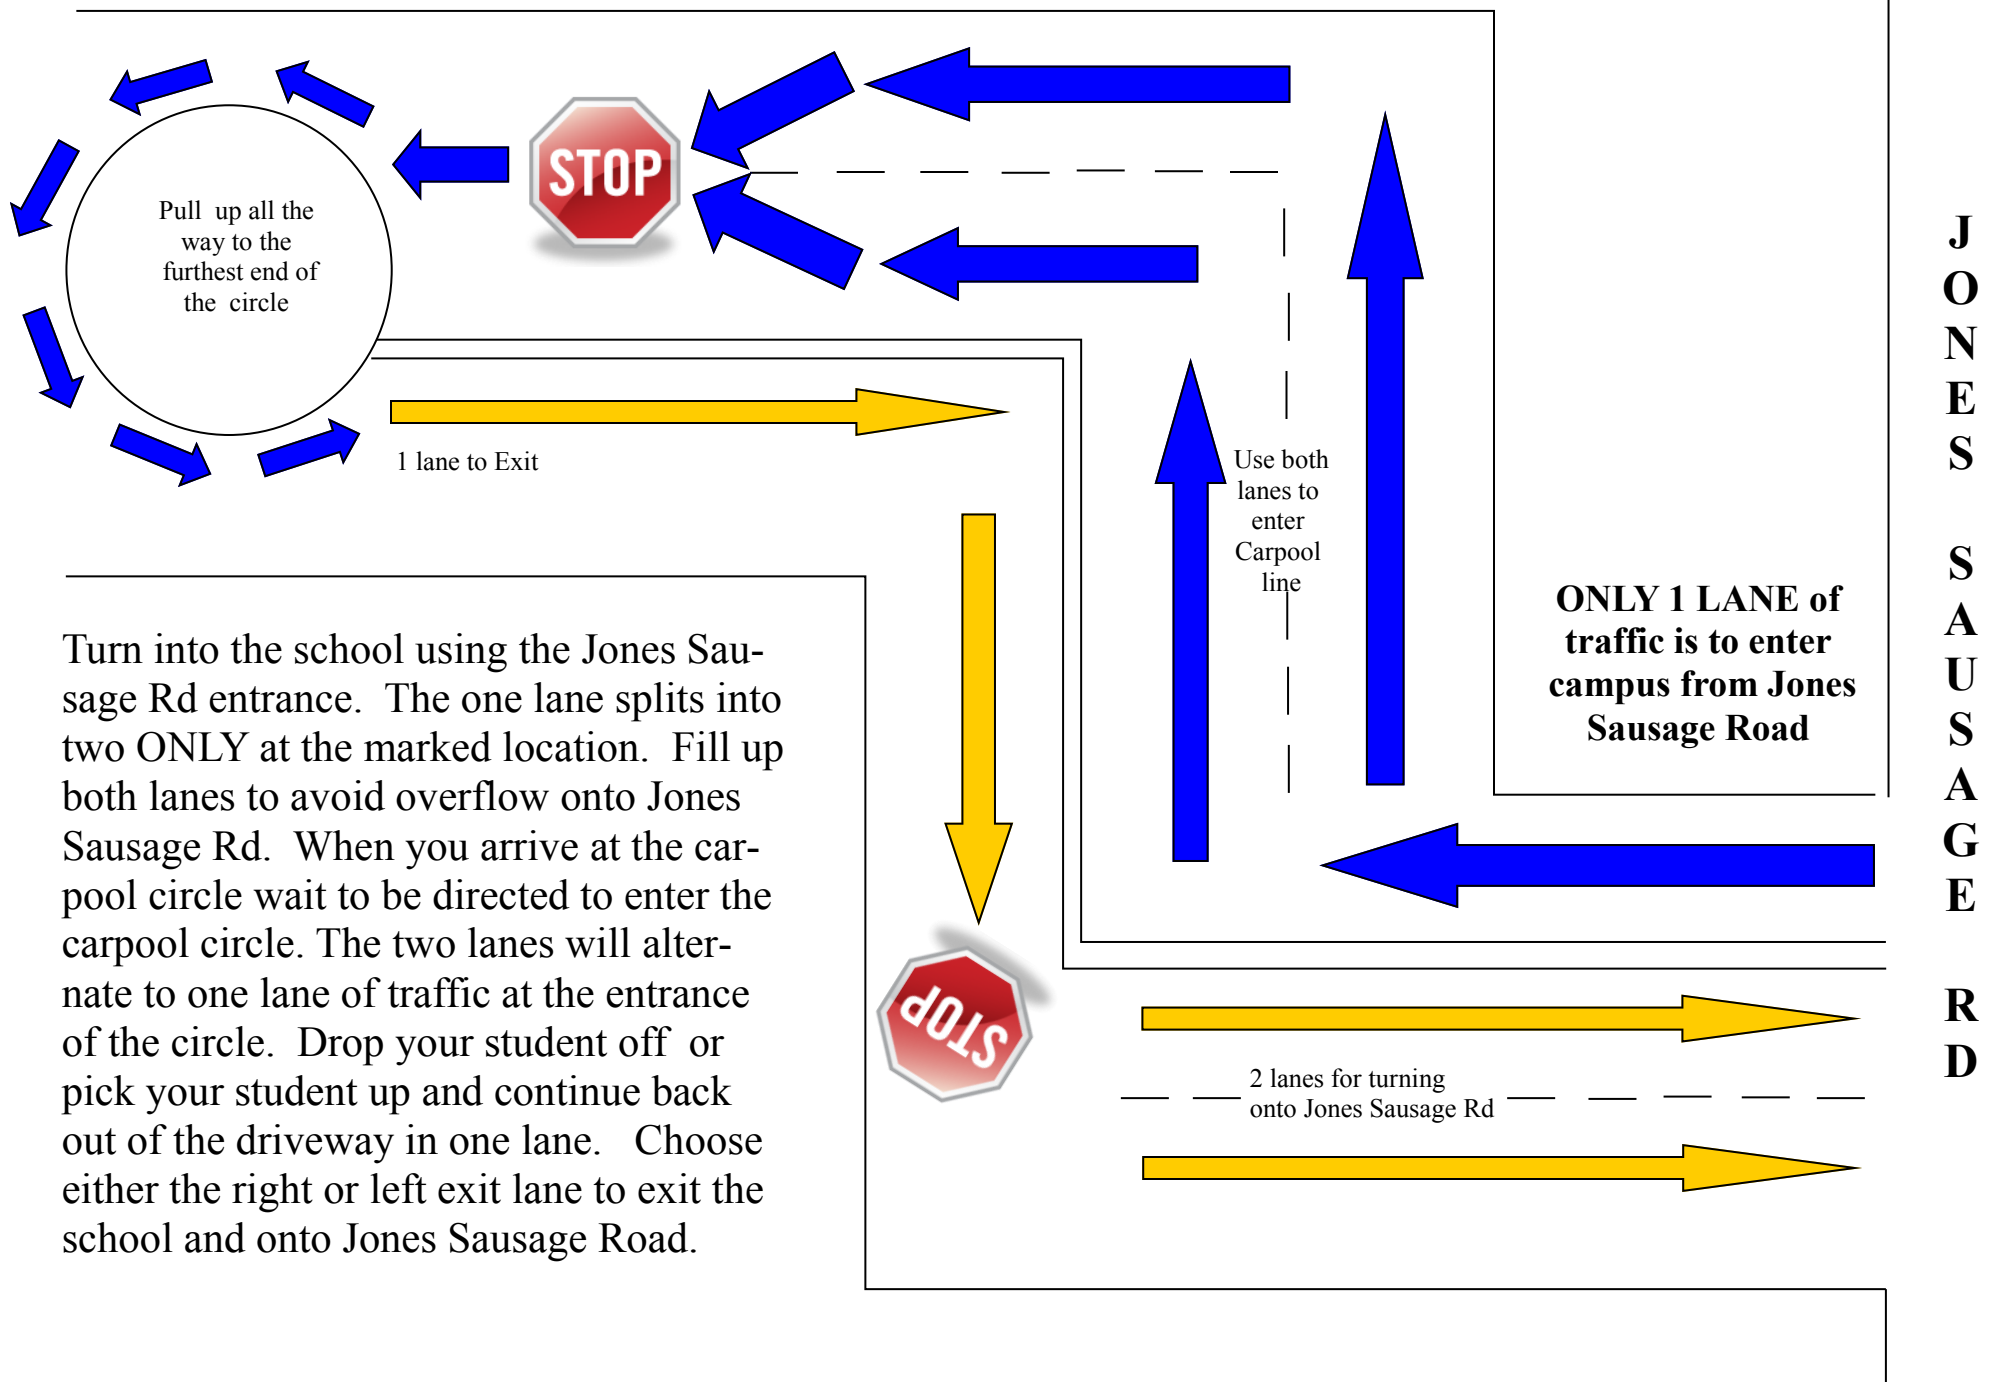 STOP
Pull up all the
way to the
furthest end of
the circle
1 lane to Exit
Use both
lanes to
enter
Carpool
line
ONLY 1 LANE of
traffic is to enter
campus from Jones
Sausage Road
JONES SAUSAGE RD
Turn into the school using the Jones Sau-
sage Rd entrance. The one lane splits into
two ONLY at the marked location. Fill up
both lanes to avoid overflow onto Jones
Sausage Rd. When you arrive at the car-
pool circle wait to be directed to enter the
carpool circle. The two lanes will alter-
nate to one lane of traffic at the entrance
of the circle. Drop your student off or
pick your student up and continue back
out of the driveway in one lane. Choose
either the right or left exit lane to exit the
school and onto Jones Sausage Road.
STOP
2 lanes for turning
onto Jones Sausage Rd